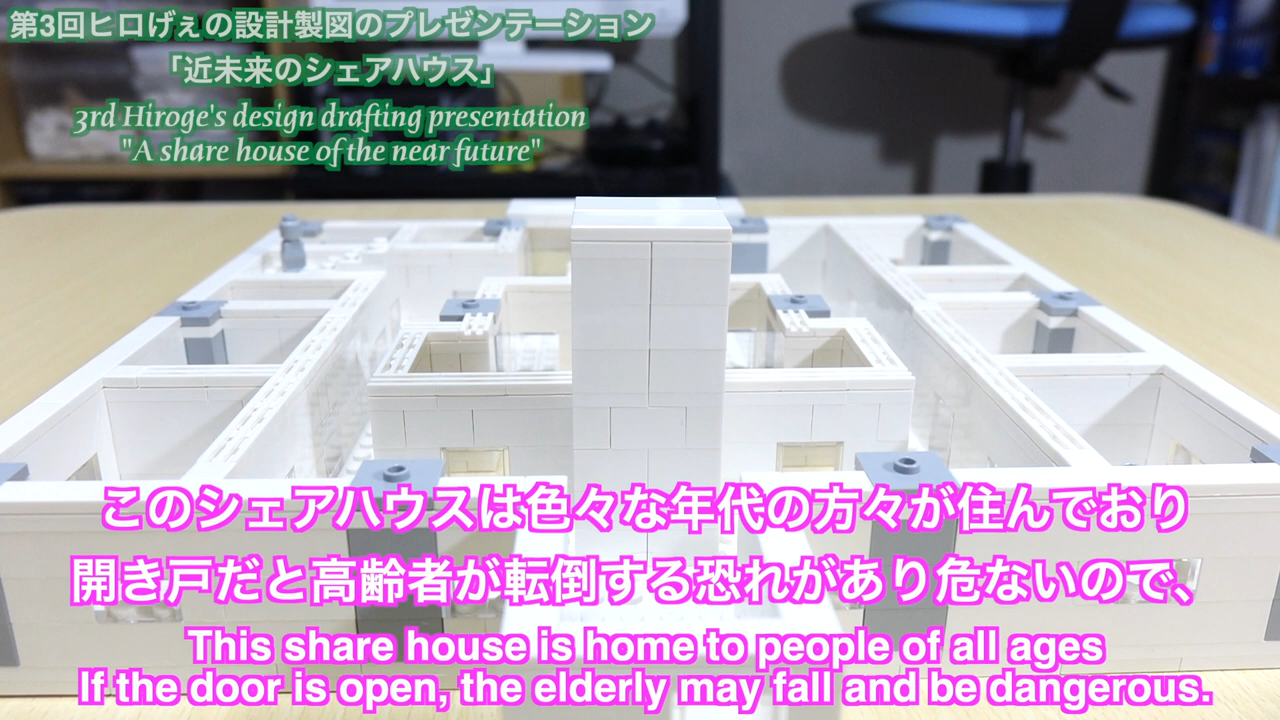 第3回ヒロげぇの設計製図のプレゼンテーション
「近未来のシェアハウス」
3rd Hiroge's design drafting presentation
"A share house of the near future"
このシェアハウスは色々な年代の方々が住んでおり
開き戸だと高齢者が転倒する恐れがあり危ないので、
This share house is home to people of all ages
If the door is open, the elderly may fall and be dangerous.